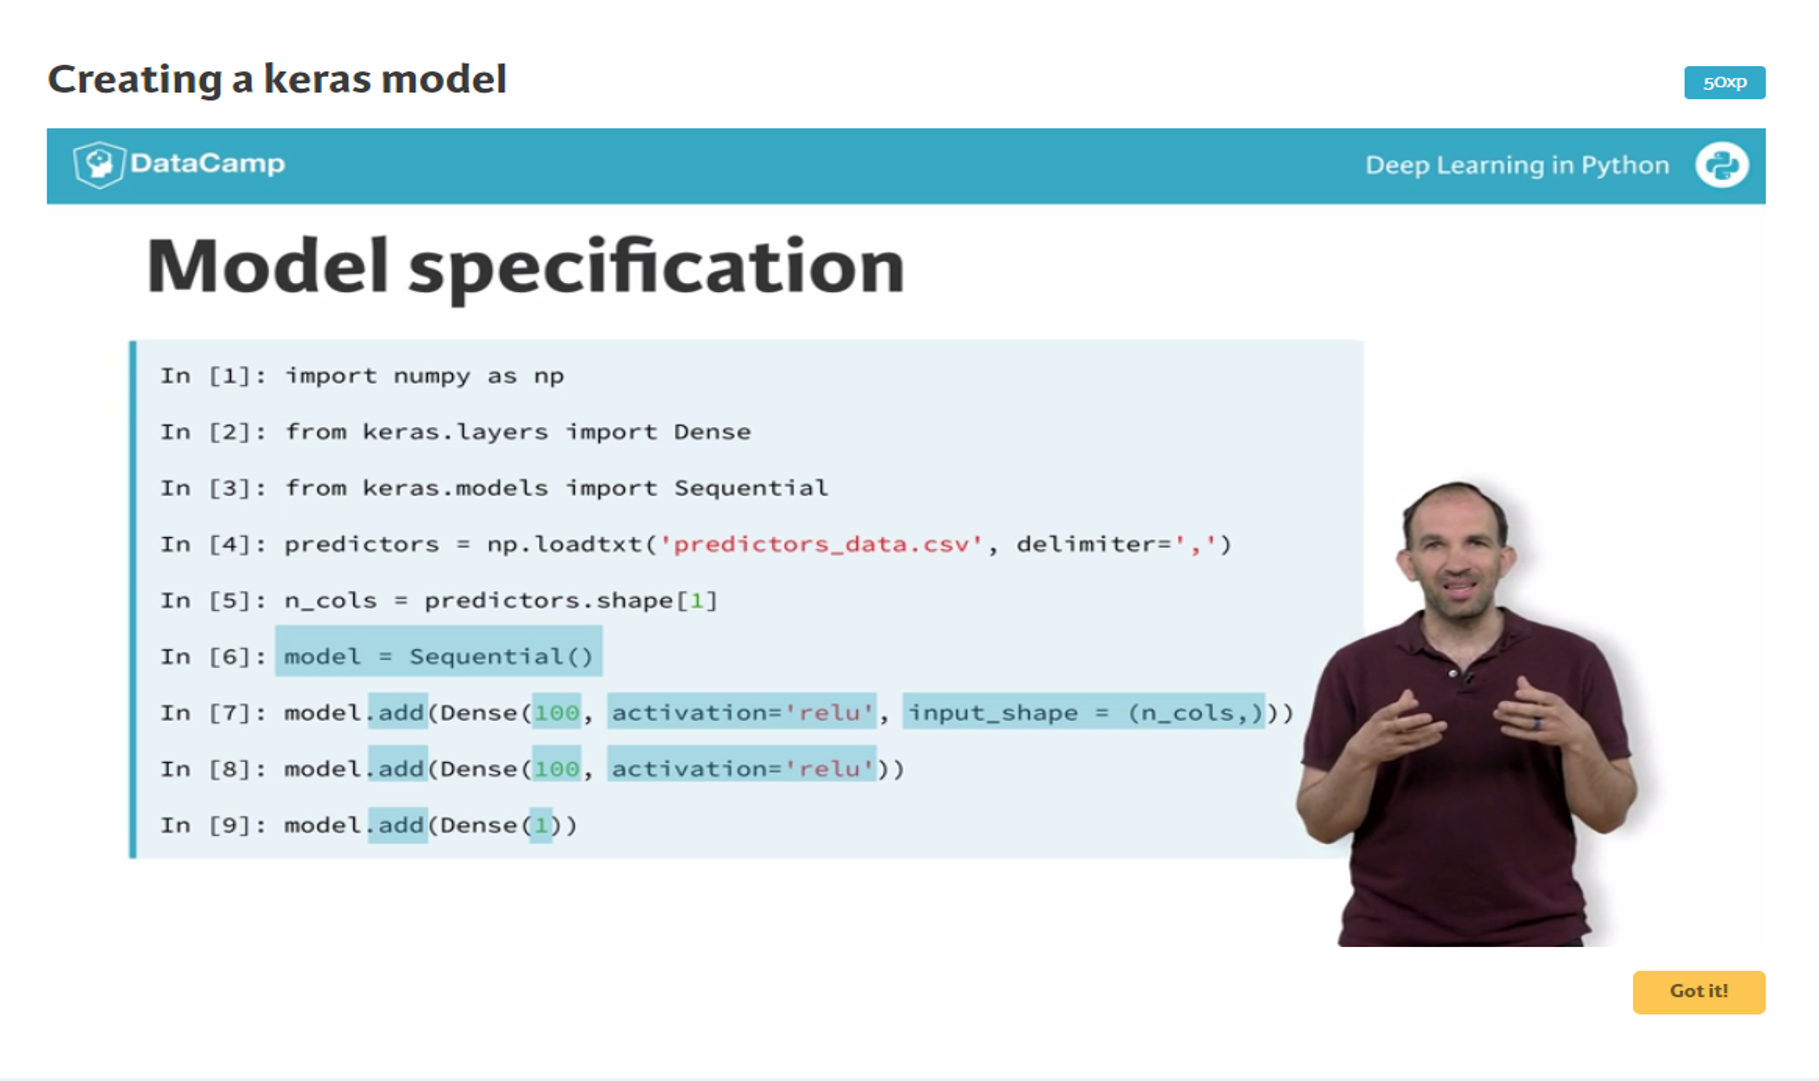 Creating a keras model
50xp
DataCamp
Deep Learning in Python
Model specification
In [1]: import numpy as np
In [2]: from keras.layers import Dense
In [3]: from keras.models import Sequential
In [4]: predictors = np.loadtxt('predictors_data.csv', delimiter=',')
In [5]: n_cols = predictors.shape[1]
In [6]: model = Sequential()
In [7]: model.add(Dense(100, activation='relu', input_shape = (n_cols,)))
In [8]: model.add(Dense(100, activation='relu'))
In [9]: model.add(Dense(1))
Got it!